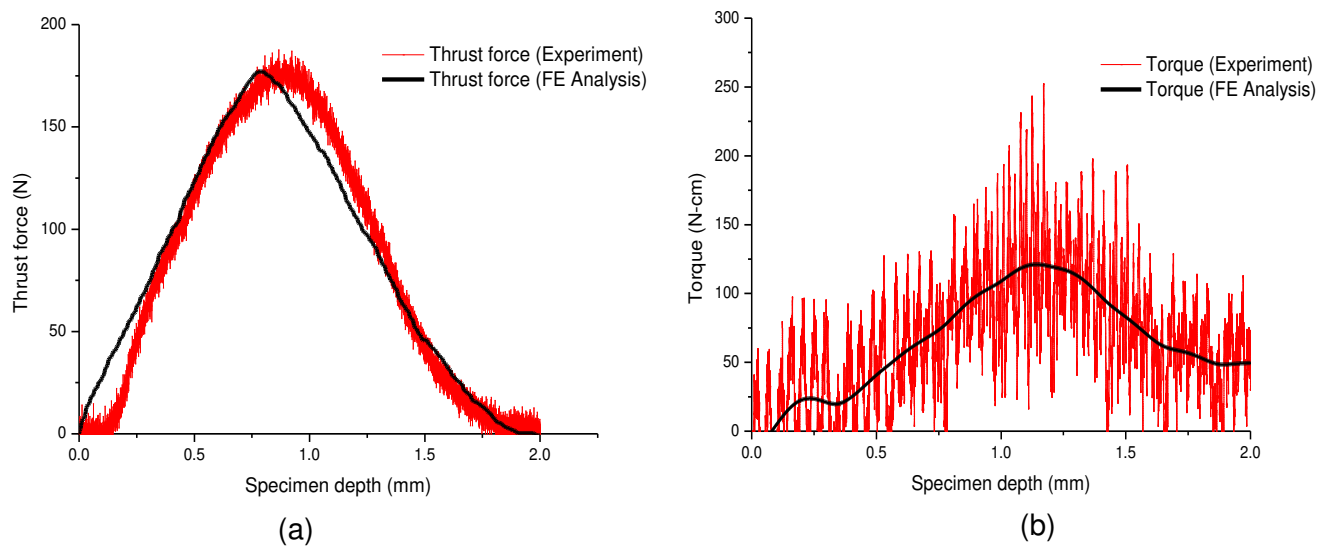 200
150
100
50
0
0.0 0.5 1.0 1.5 2.0
Thrust force (N)
Specimen depth (mm)
Thrust force (Experiment)
Thrust force (FE Analysis)
(a)
300
250
200
150
100
50
0
0.0 0.5 1.0 1.5 2.0
Torque (N-cm)
Specimen depth (mm)
Torque (Experiment)
Torque (FE Analysis)
(b)